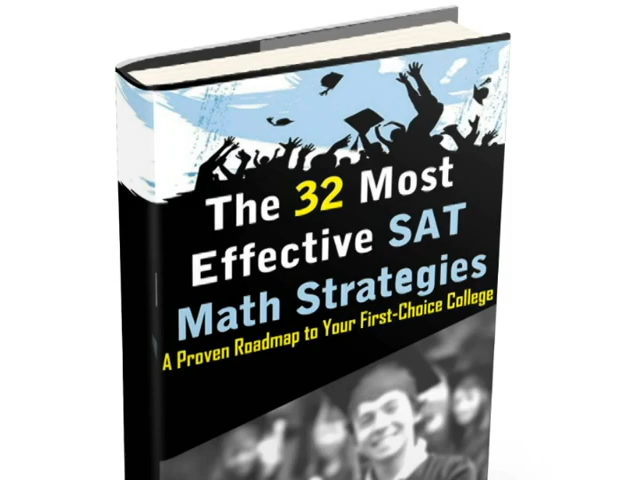 The 32 Most
Effective SAT
Math Strategies
A Proven Roadmap to Your First-Choice College